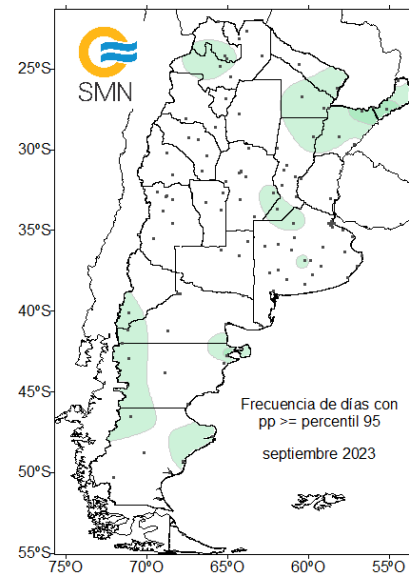 SMN
25°S
30°S
35°S
40°S
45°S
50°S
55°S
75°O
70°O
65°O
60°O
55°O
Frecuencia de días con
pp >= percentil 95
septiembre 2023